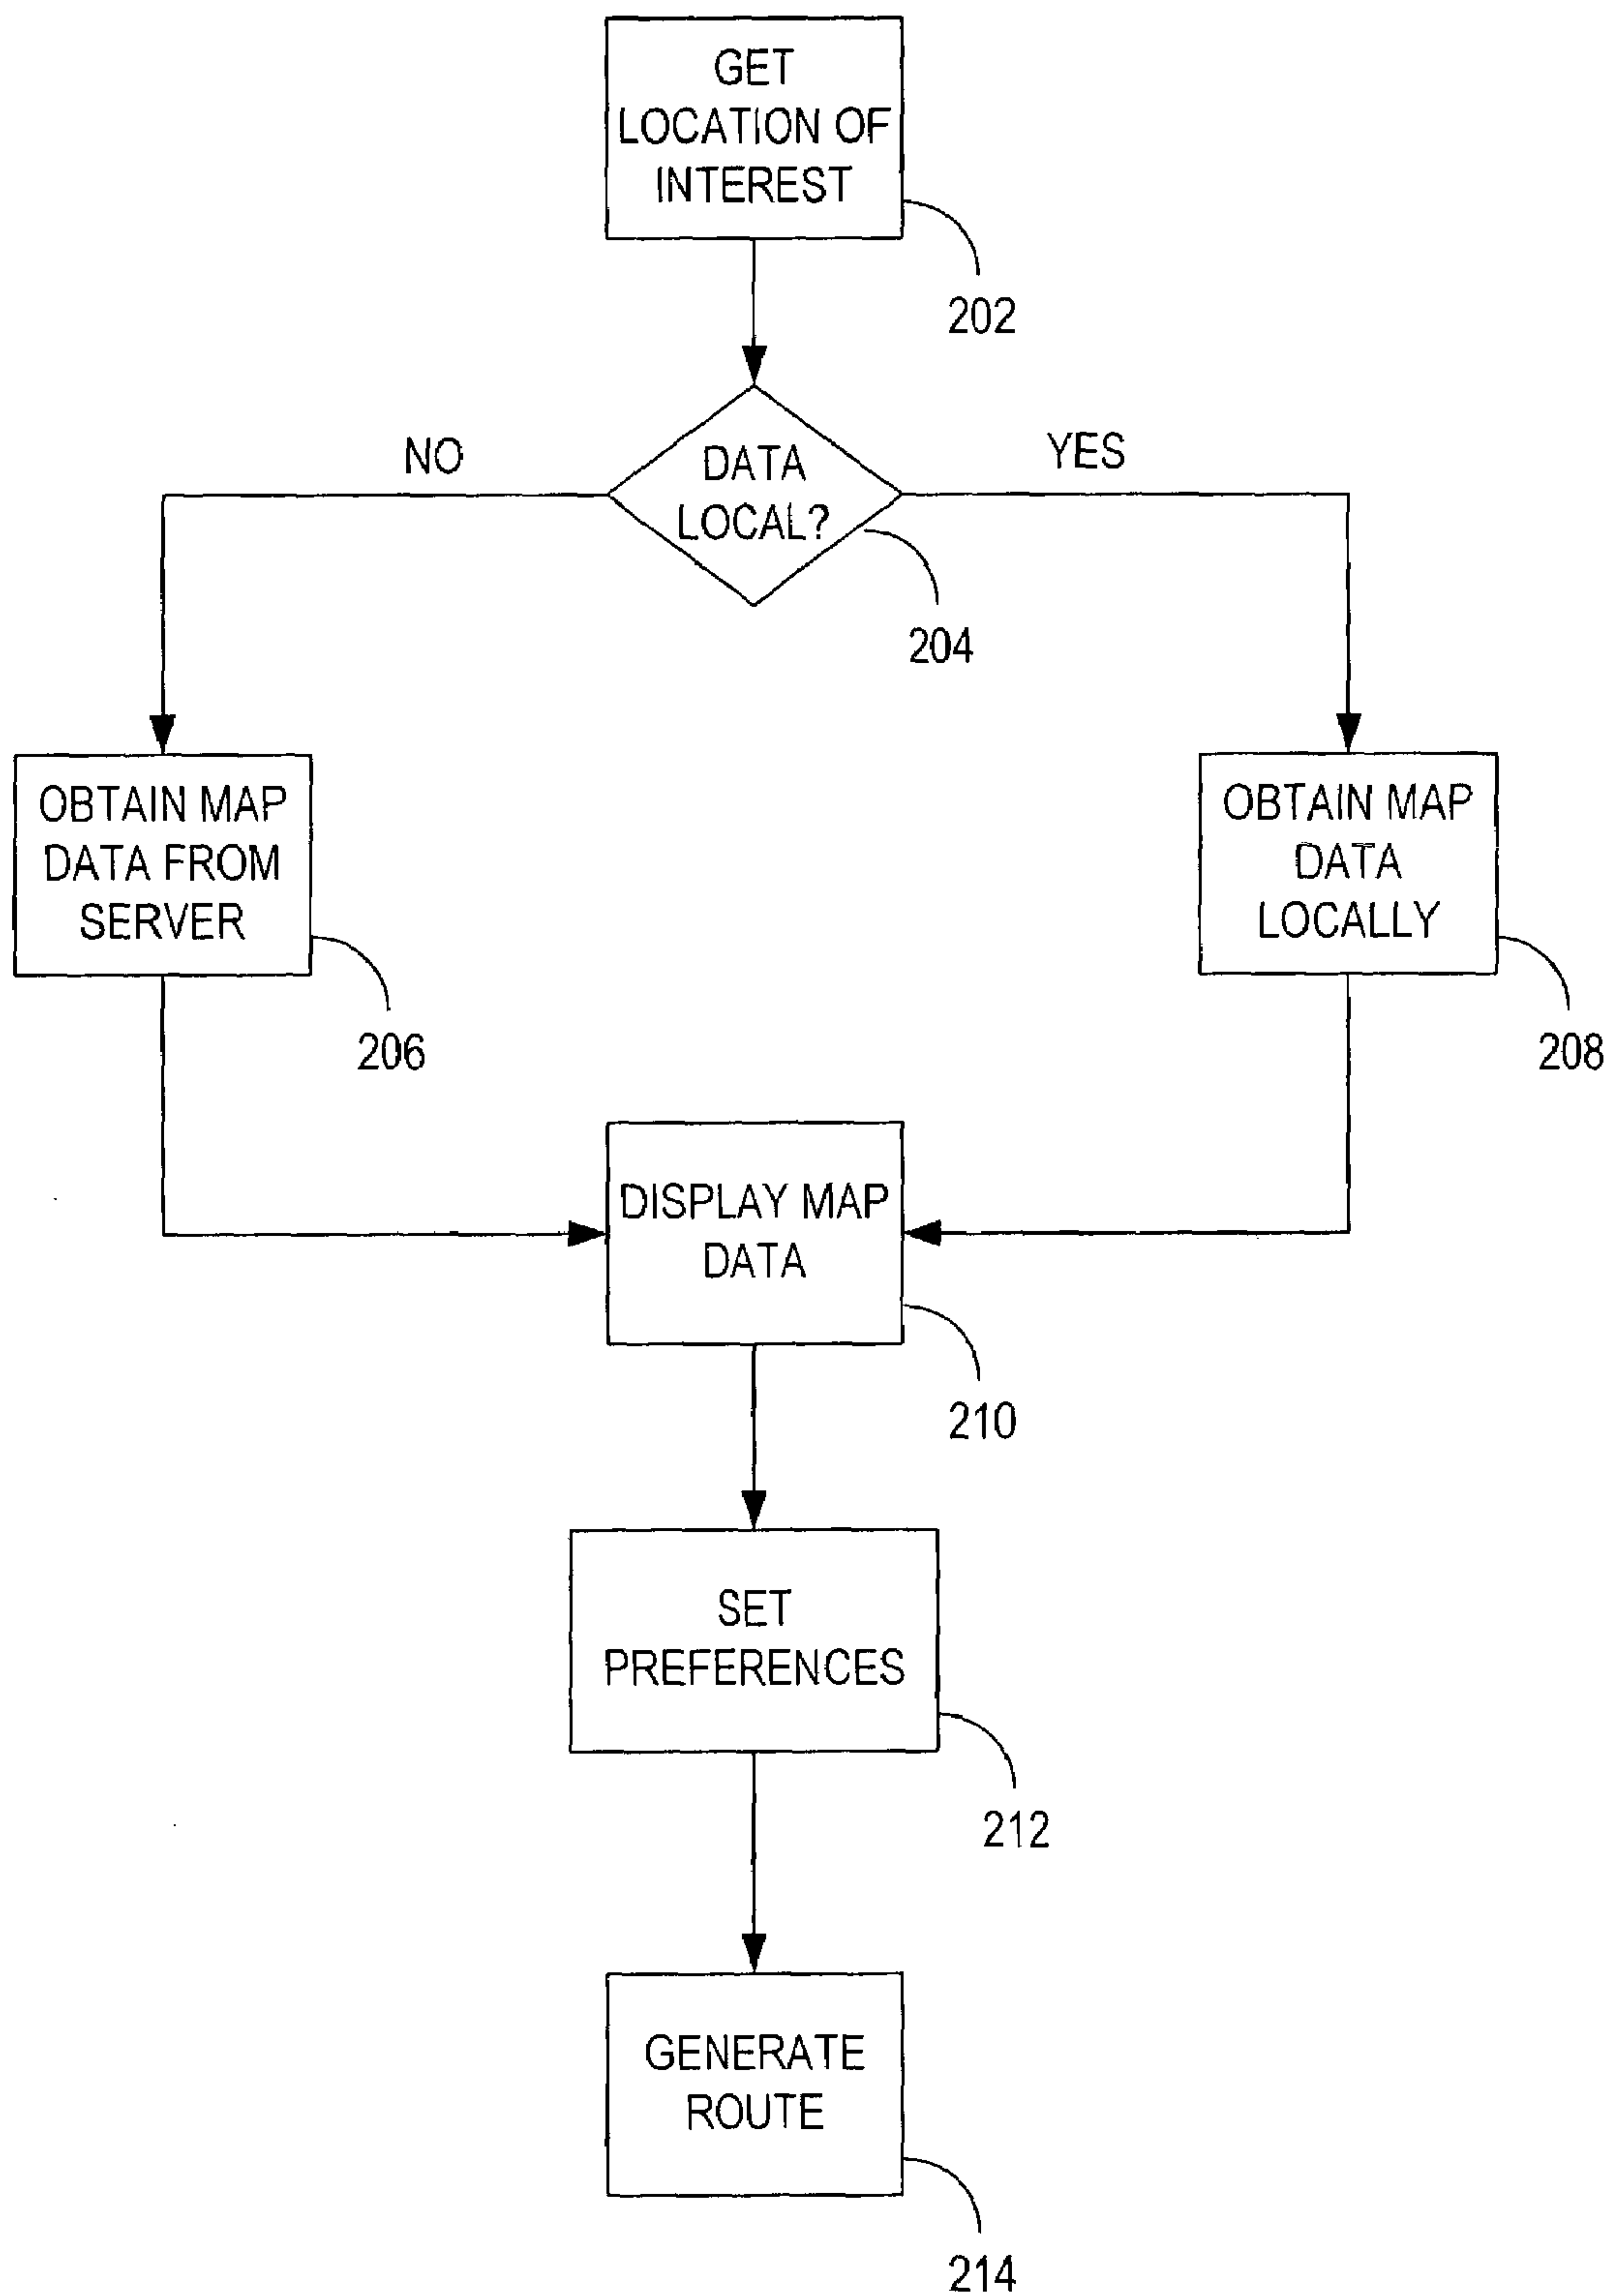 GET
LOCATION OF
INTEREST
202
NO
YES
DATA
LOCAL?
204
OBTAIN MAP
DATA FROM
SERVER
206
OBTAIN MAP
DATA
LOCALLY
208
DISPLAY MAP
DATA
210
SET
PREFERENCES
212
GENERATE
ROUTE
214